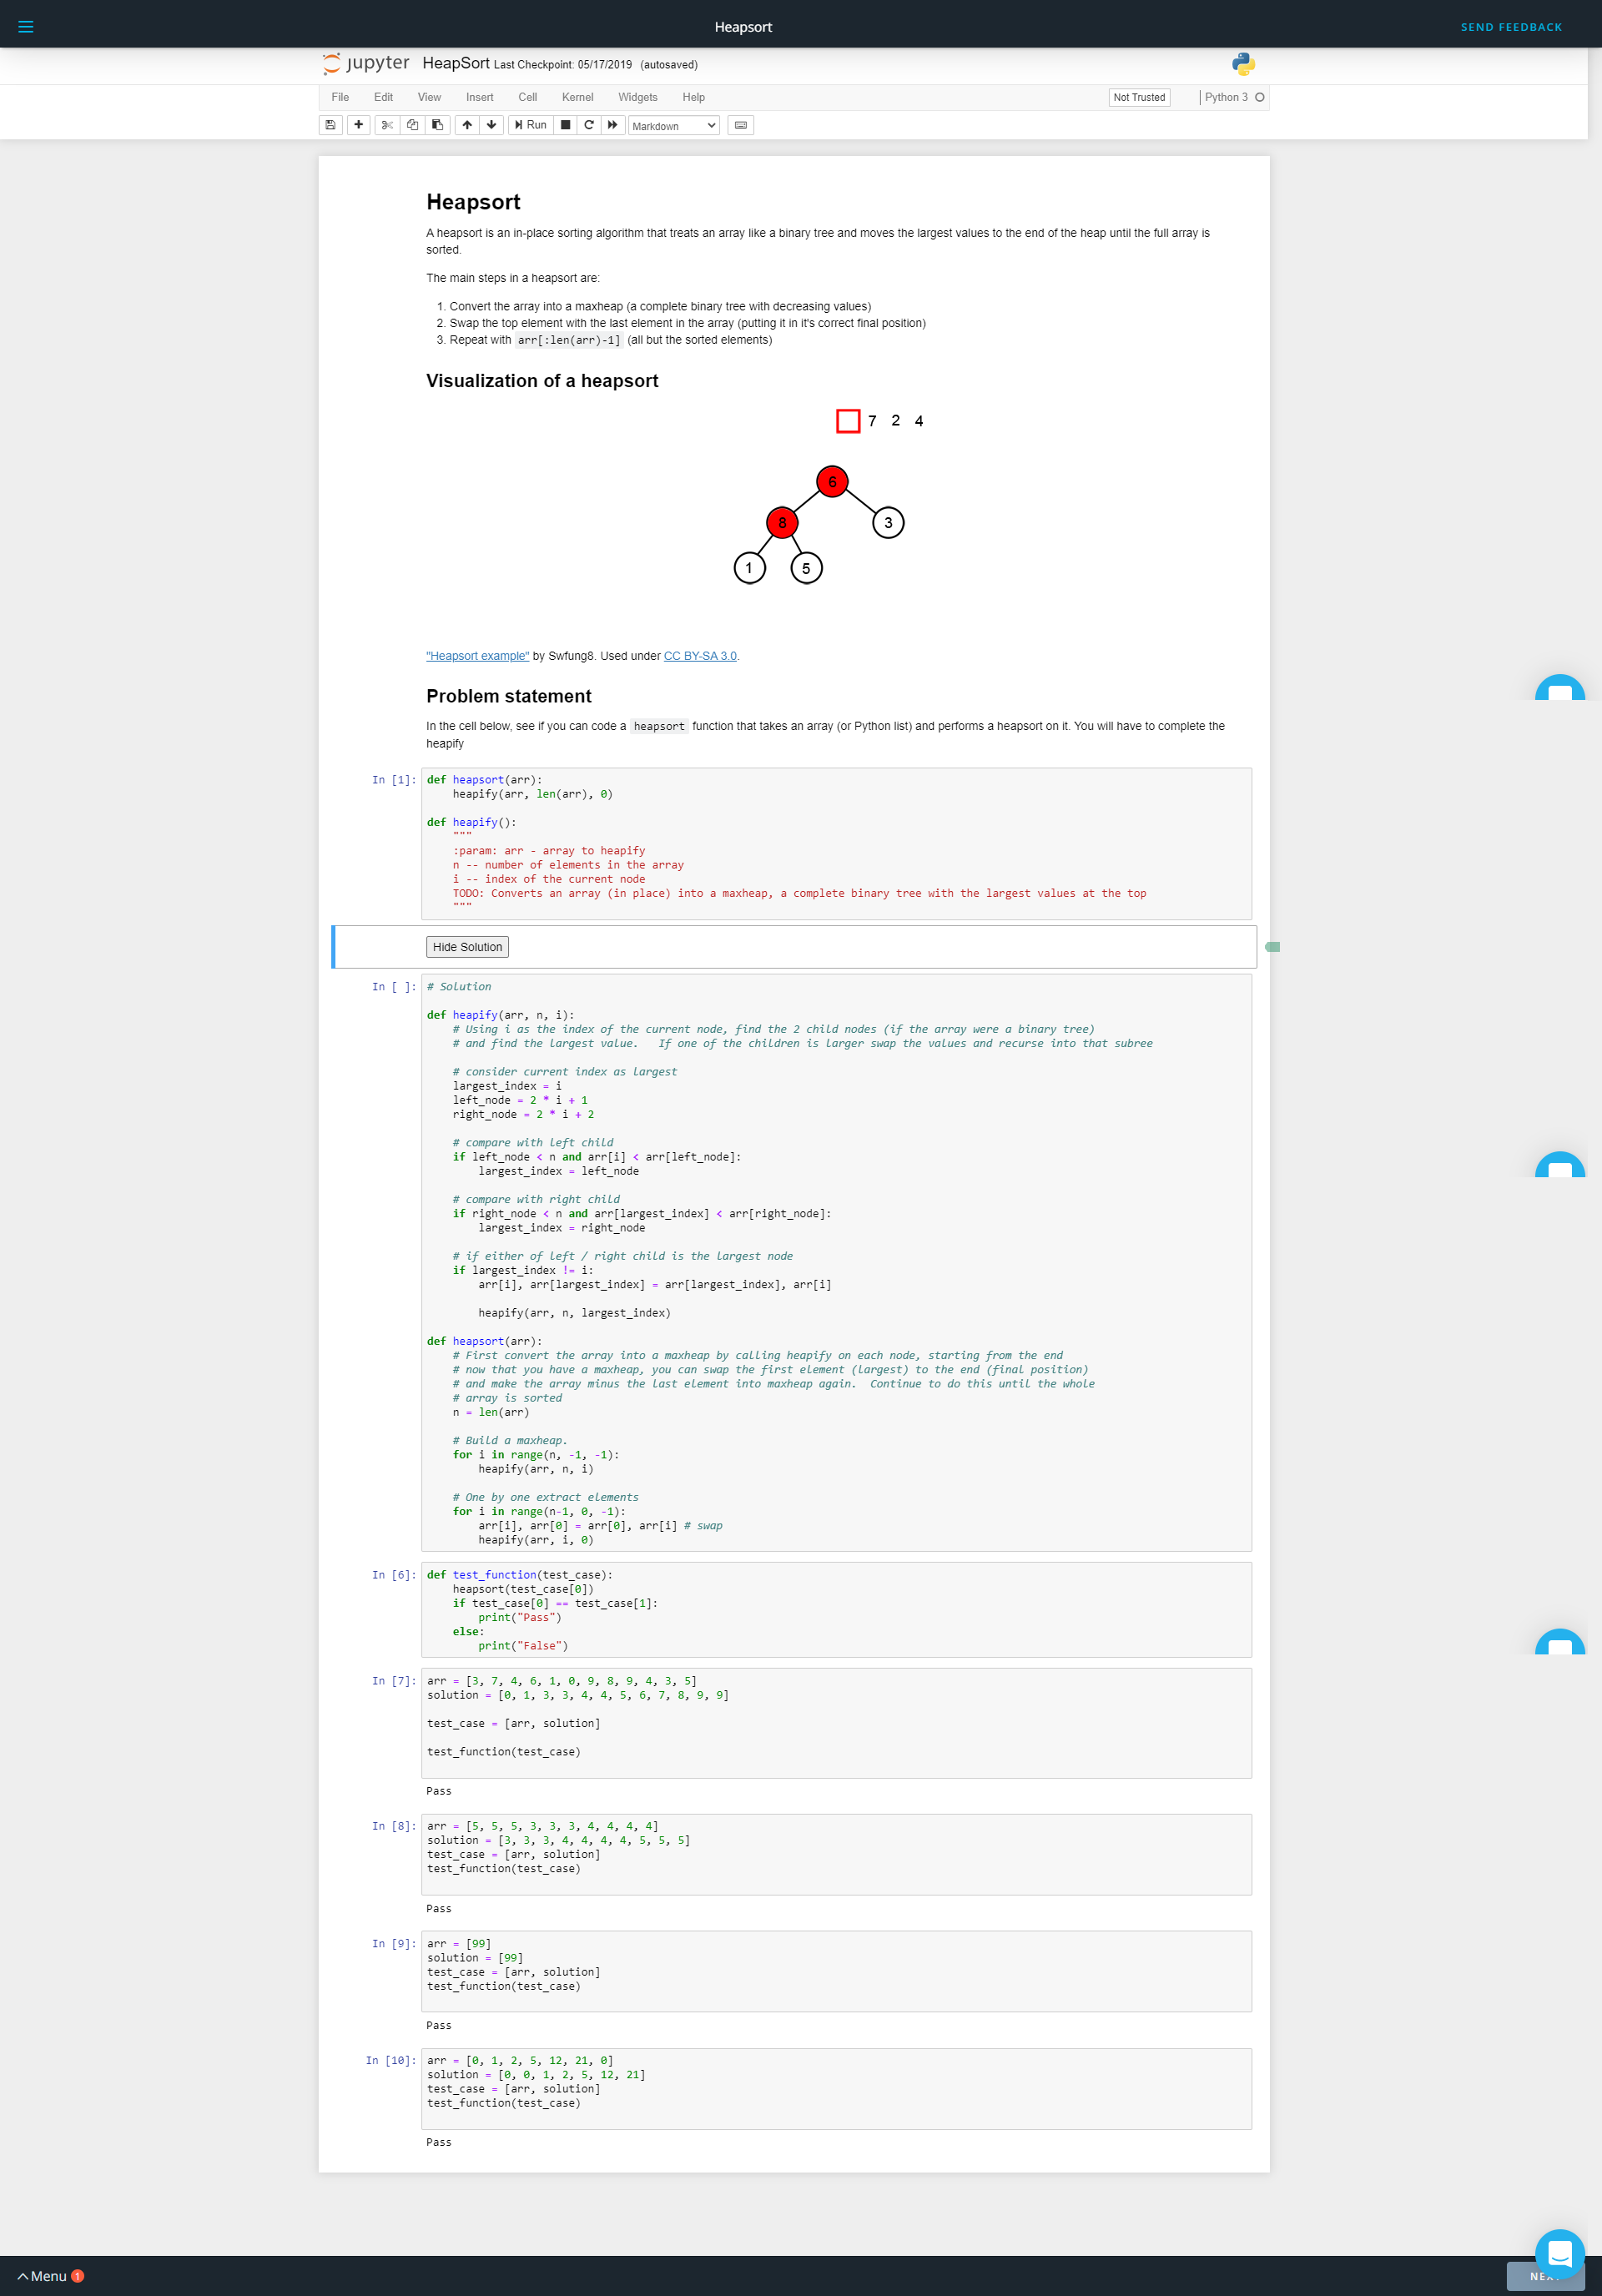 Heapsort
SEND FEEDBACK
jupyter HeapSort Last Checkpoint: 05/17/2019 (autosaved)
File Edit View Insert Cell Kernel Widgets Help
Not Trusted Python 3
Run Markdown
Heapsort
A heapsort is an in-place sorting algorithm that treats an array like a binary tree and moves the largest values to the end of the heap until the full array is
sorted.
The main steps in a heapsort are:
1. Convert the array into a maxheap (a complete binary tree with decreasing values)
2. Swap the top element with the last element in the array (putting it in it's correct final position)
3. Repeat with arr[:len(arr)-1] (all but the sorted elements)
Visualization of a heapsort
7 2 4
6
8 3
1 5
"Heapsort example" by Swfung8. Used under CC BY-SA 3.0.
Problem statement
In the cell below, see if you can code a heapsort function that takes an array (or Python list) and performs a heapsort on it. You will have to complete the
heapify
In [1]: def heapsort(arr):
    heapify(arr, len(arr), 0)
def heapify():
    """
    :param: arr - array to heapify
    n -- number of elements in the array
    i -- index of the current node
    TODO: Converts an array (in place) into a maxheap, a complete binary tree with the largest values at the top
    """
Hide Solution
In [ ]: # Solution
def heapify(arr, n, i):
    # Using i as the index of the current node, find the 2 child nodes (if the array were a binary tree)
    # and find the largest value.   If one of the children is larger swap the values and recurse into that subree
    # consider current index as largest
    largest_index = i
    left_node = 2 * i + 1
    right_node = 2 * i + 2
    # compare with left child
    if left_node < n and arr[i] < arr[left_node]:
        largest_index = left_node
    # compare with right child
    if right_node < n and arr[largest_index] < arr[right_node]:
        largest_index = right_node
    # if either of left / right child is the largest node
    if largest_index != i:
        arr[i], arr[largest_index] = arr[largest_index], arr[i]
        heapify(arr, n, largest_index)
def heapsort(arr):
    # First convert the array into a maxheap by calling heapify on each node, starting from the end
    # now that you have a maxheap, you can swap the first element (largest) to the end (final position)
    # and make the array minus the last element into maxheap again.  Continue to do this until the whole
    # array is sorted
    n = len(arr)
    # Build a maxheap.
    for i in range(n, -1, -1):
        heapify(arr, n, i)
    # One by one extract elements
    for i in range(n-1, 0, -1):
        arr[i], arr[0] = arr[0], arr[i] # swap
        heapify(arr, i, 0)
In [6]: def test_function(test_case):
    heapsort(test_case[0])
    if test_case[0] == test_case[1]:
        print("Pass")
    else:
        print("False")
In [7]: arr = [3, 7, 4, 6, 1, 0, 9, 8, 9, 4, 3, 5]
solution = [0, 1, 3, 3, 4, 4, 5, 6, 7, 8, 9, 9]
test_case = [arr, solution]
test_function(test_case)
Pass
In [8]: arr = [5, 5, 5, 3, 3, 3, 4, 4, 4, 4]
solution = [3, 3, 3, 4, 4, 4, 4, 5, 5, 5]
test_case = [arr, solution]
test_function(test_case)
Pass
In [9]: arr = [99]
solution = [99]
test_case = [arr, solution]
test_function(test_case)
Pass
In [10]: arr = [0, 1, 2, 5, 12, 21, 0]
solution = [0, 0, 1, 2, 5, 12, 21]
test_case = [arr, solution]
test_function(test_case)
Pass
Menu 1